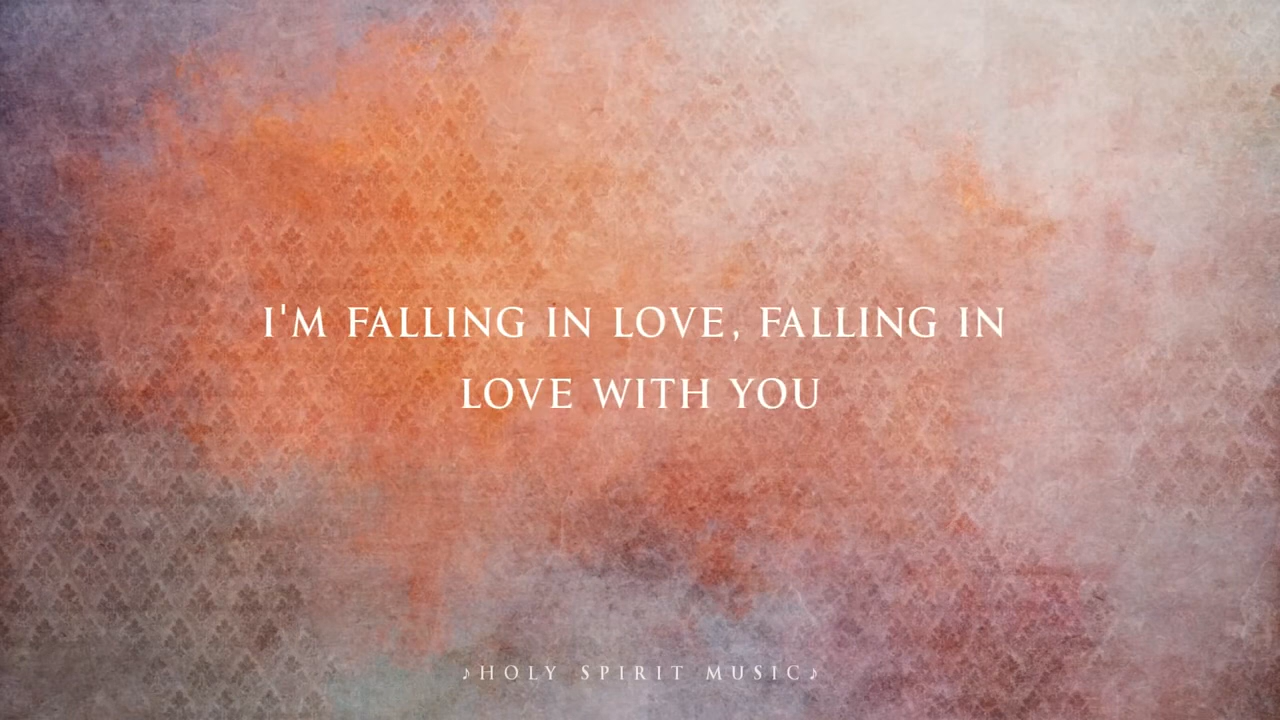 I'M FALLING IN LOVE, FALLING IN
LOVE WITH YOU
♪HOLY SPIRIT MUSIC♪